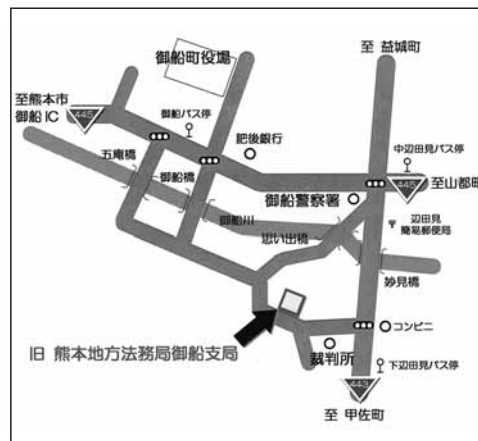 至 益城町
御船町役場
至熊本市
御船IC
445
御船バス停
肥後銀行
中辺田見バス停
五庵橋
御船橋
445
至山都町
御船警察署
御船川
辺田見
簡易郵便局
思い出橋
妙見橋
コンビニ
旧 熊本地方法務局御船支局
裁判所
下辺田見バス停
443
至 甲佐町